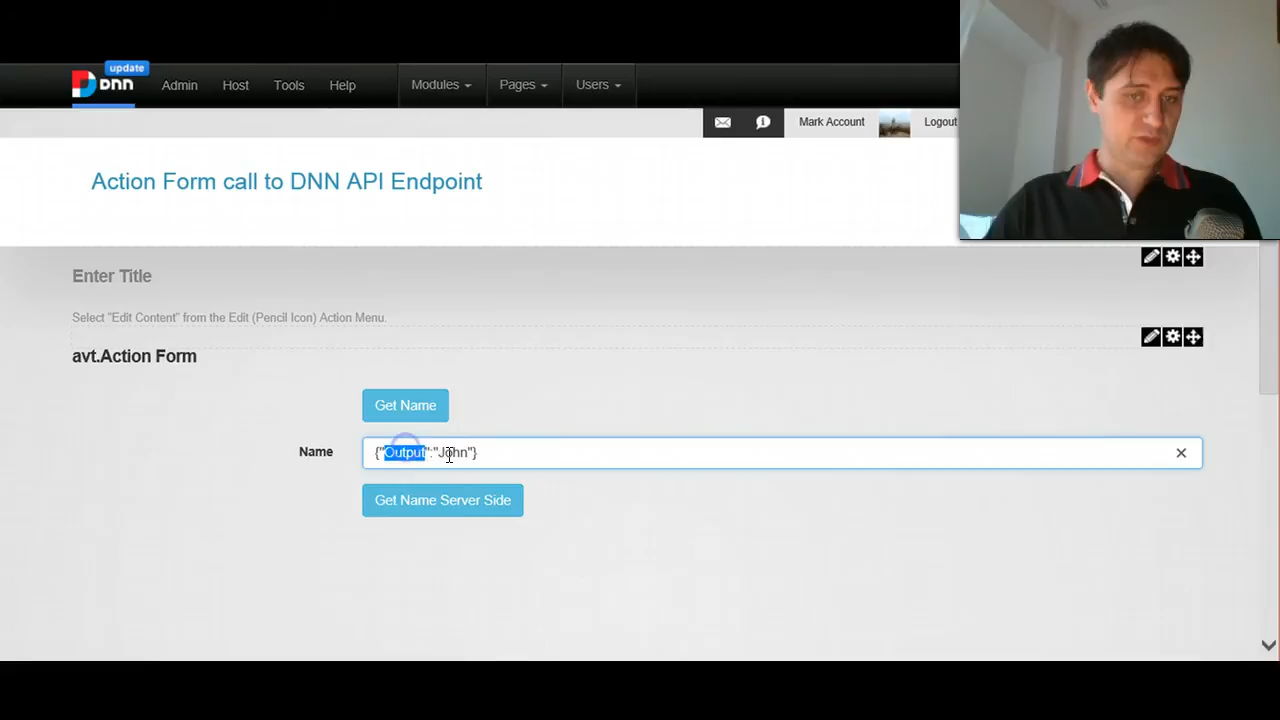 update
DNN Admin Host Tools Help Modules Pages Users
Mark Account Logout
Action Form call to DNN API Endpoint
Enter Title
Select "Edit Content" from the Edit (Pencil Icon) Action Menu.
avt.Action Form
Get Name
Name {"Output":"John"}
Get Name Server Side